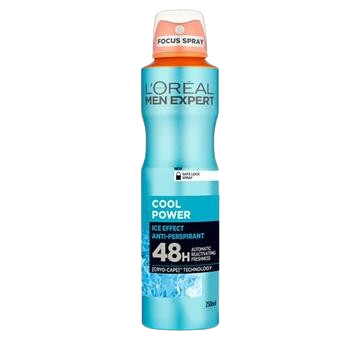 FOCUS SPRAY
L'ORÉAL
MEN EXPERT
NEW
SAFE LOCK
SPRAY
COOL
POWER
ICE EFFECT
ANTI-PERSPIRANT
48H
AUTOMATIC
REACTIVATING
FRESHNESS
[CRYO-CAPS]* TECHNOLOGY
250ml